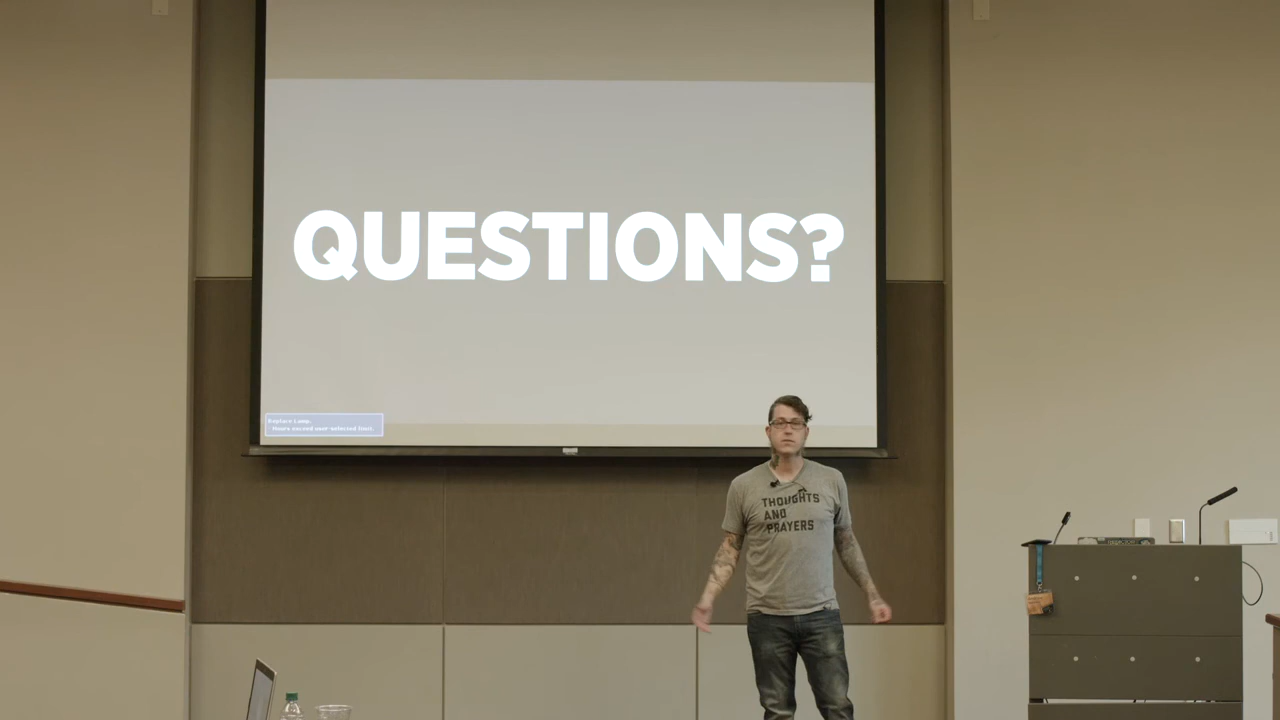 QUESTIONS?
Replace Lamp.
Hours exceed user selected limit.
THOUGHTS
AND
PRAYERS